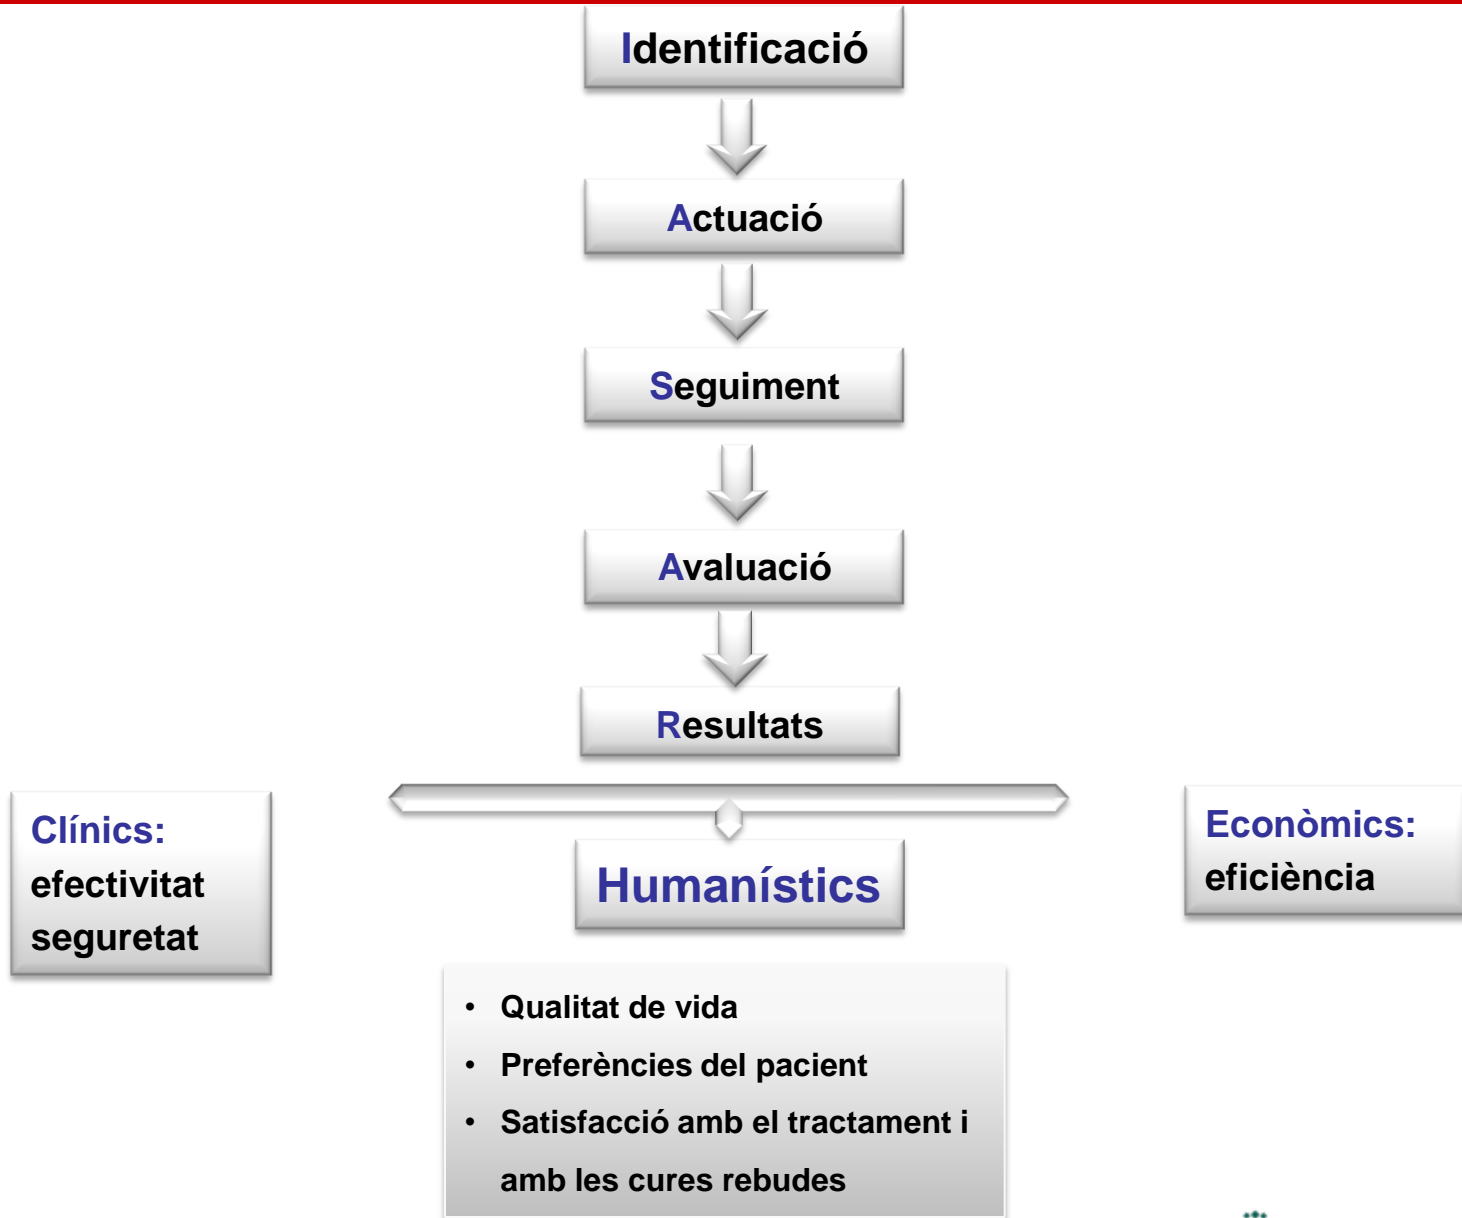 Identificació
Actuació
Seguiment
Avaluació
Resultats
Clínics:
efectivitat
seguretat
Humanístics
• Qualitat de vida
• Preferències del pacient
• Satisfacció amb el tractament i
amb les cures rebudes
Econòmics:
eficiència